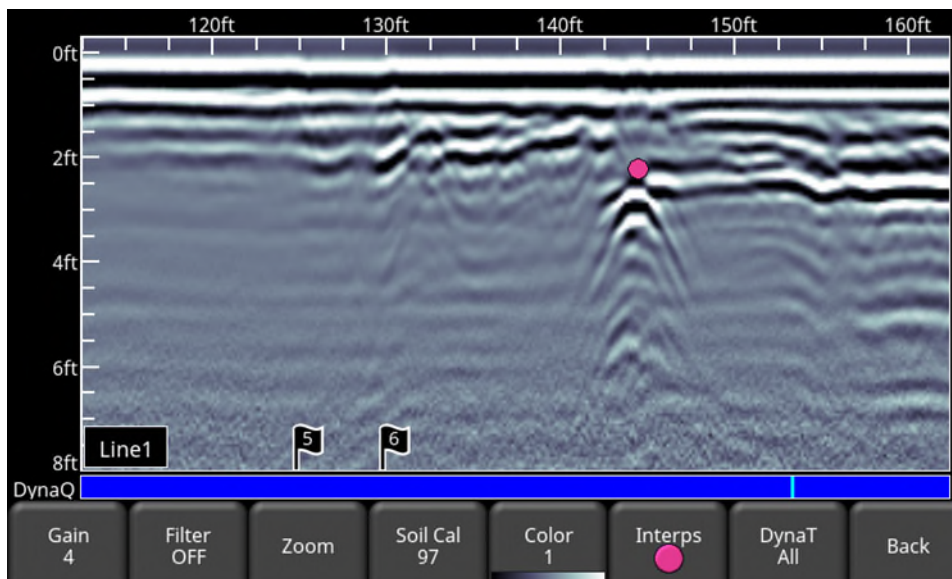 120ft 130ft 140ft 150ft 160ft
0ft
2ft
4ft
6ft
8ft
Line1
5
6
DynaQ
Gain
4
Filter
OFF
Zoom
Soil Cal
97
Color
1
Interps
DynaT
All
Back